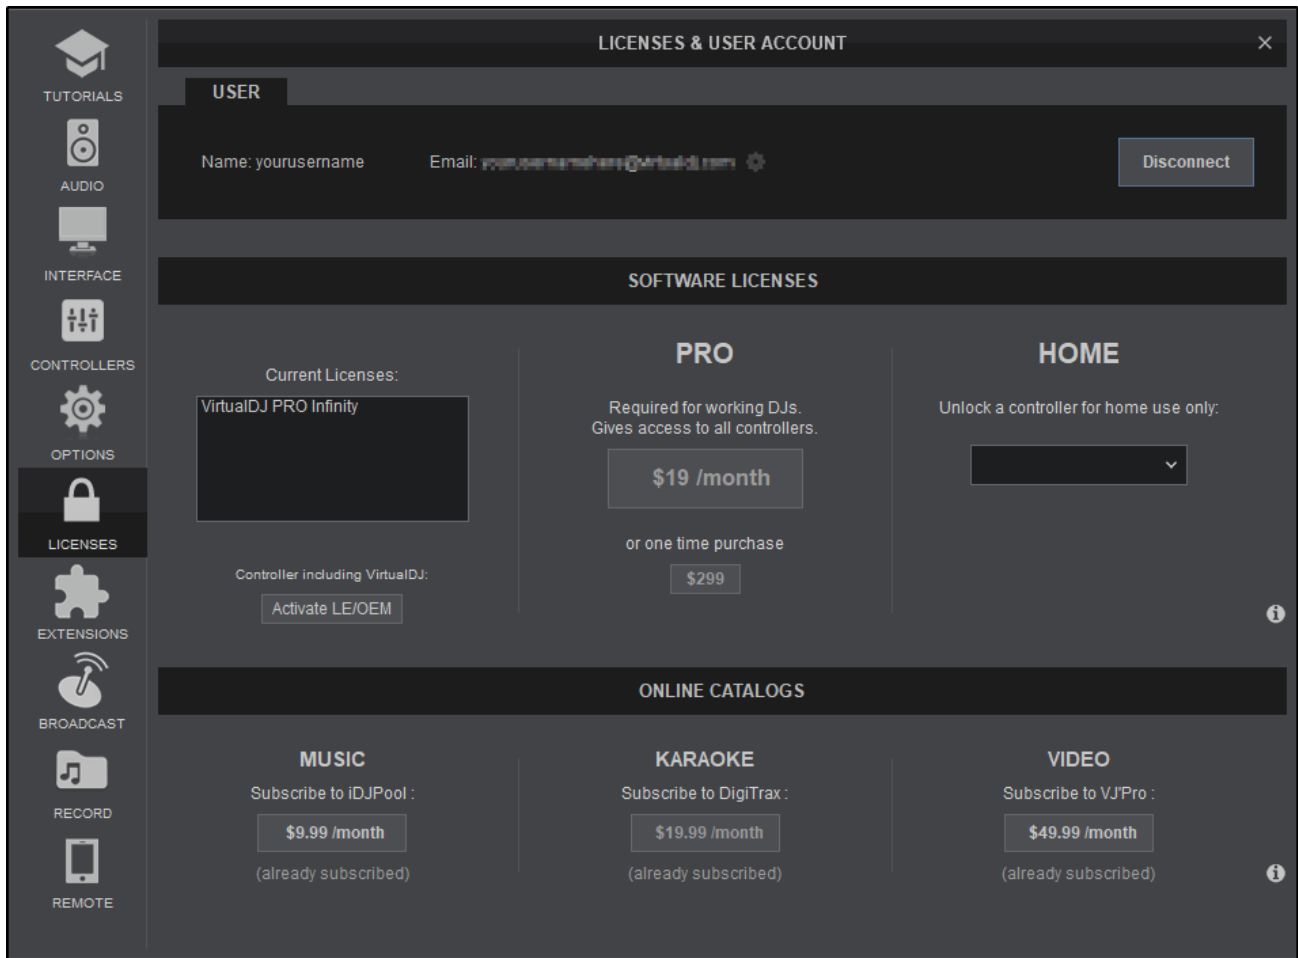 LICENSES & USER ACCOUNT
TUTORIALS
AUDIO
INTERFACE
CONTROLLERS
OPTIONS
LICENSES
EXTENSIONS
BROADCAST
RECORD
REMOTE
USER
Name: yourusername
Email:
Disconnect
SOFTWARE LICENSES
Current Licenses:
VirtualDJ PRO Infinity
Controller including VirtualDJ:
Activate LE/OEM
PRO
Required for working DJs.
Gives access to all controllers.
$19 /month
or one time purchase
$299
HOME
Unlock a controller for home use only:
ONLINE CATALOGS
MUSIC
Subscribe to iDJPool :
$9.99 /month
(already subscribed)
KARAOKE
Subscribe to DigiTrax :
$19.99 /month
(already subscribed)
VIDEO
Subscribe to VJ'Pro :
$49.99 /month
(already subscribed)